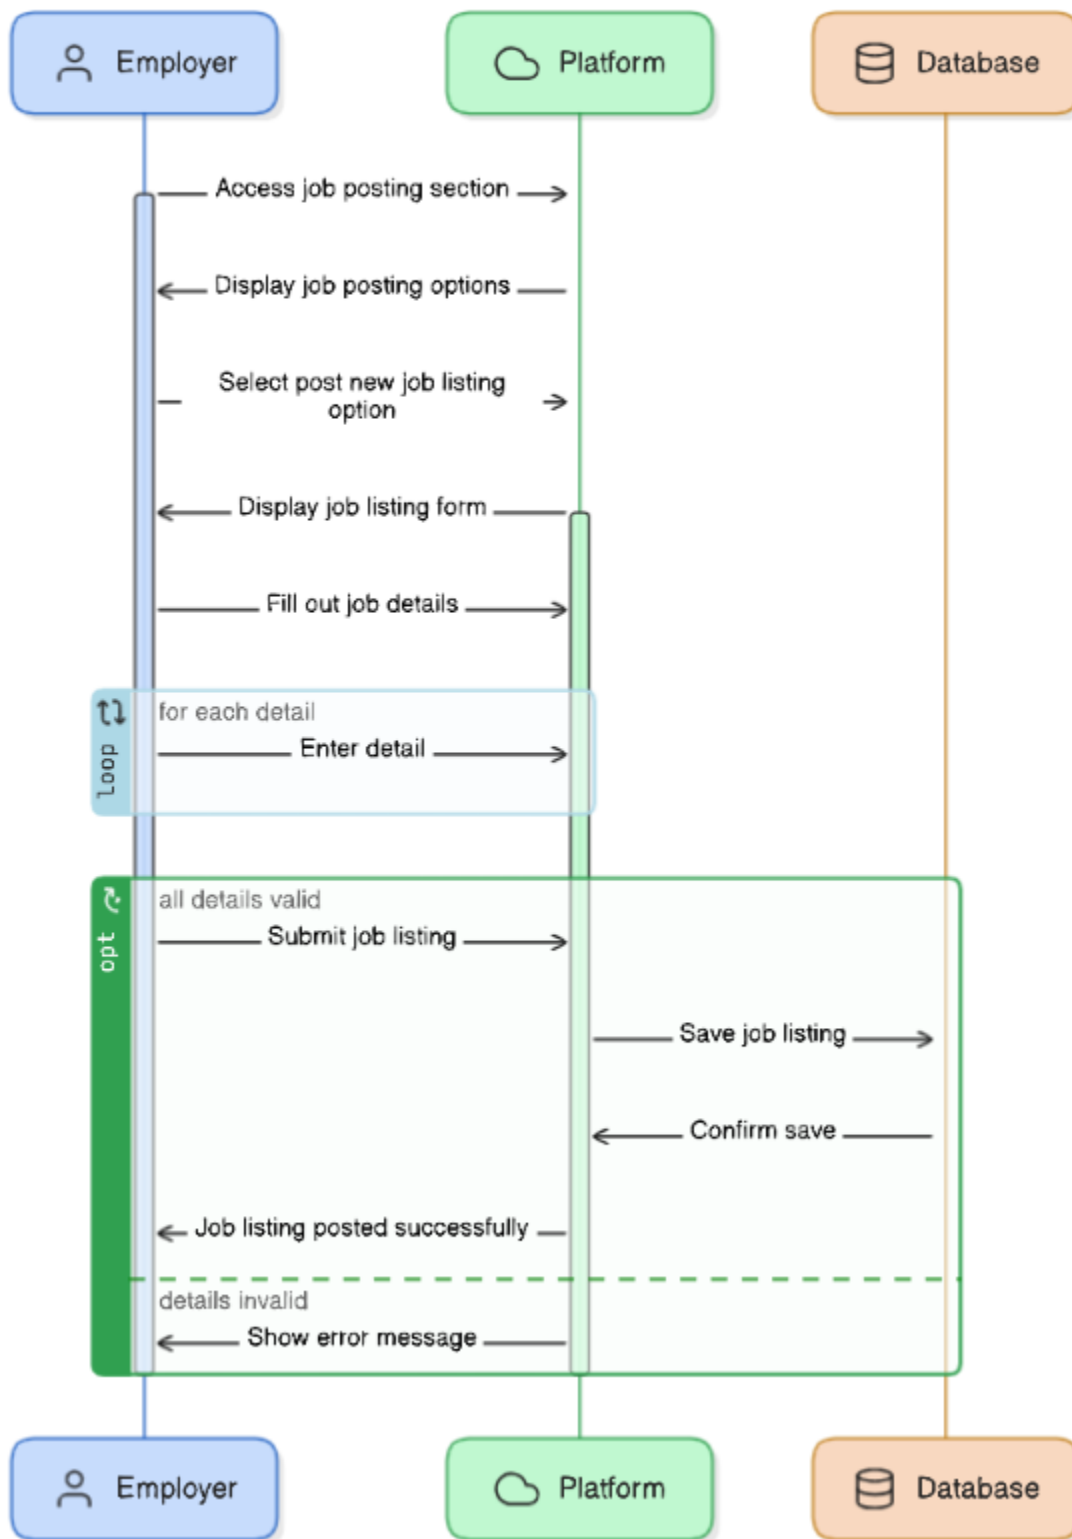 Employer
Platform
Database
Access job posting section
Display job posting options
Select post new job listing
option
Display job listing form
Fill out job details
loop
for each detail
Enter detail
opt
all details valid
Submit job listing
Save job listing
Confirm save
Job listing posted successfully
details invalid
Show error message
Employer
Platform
Database